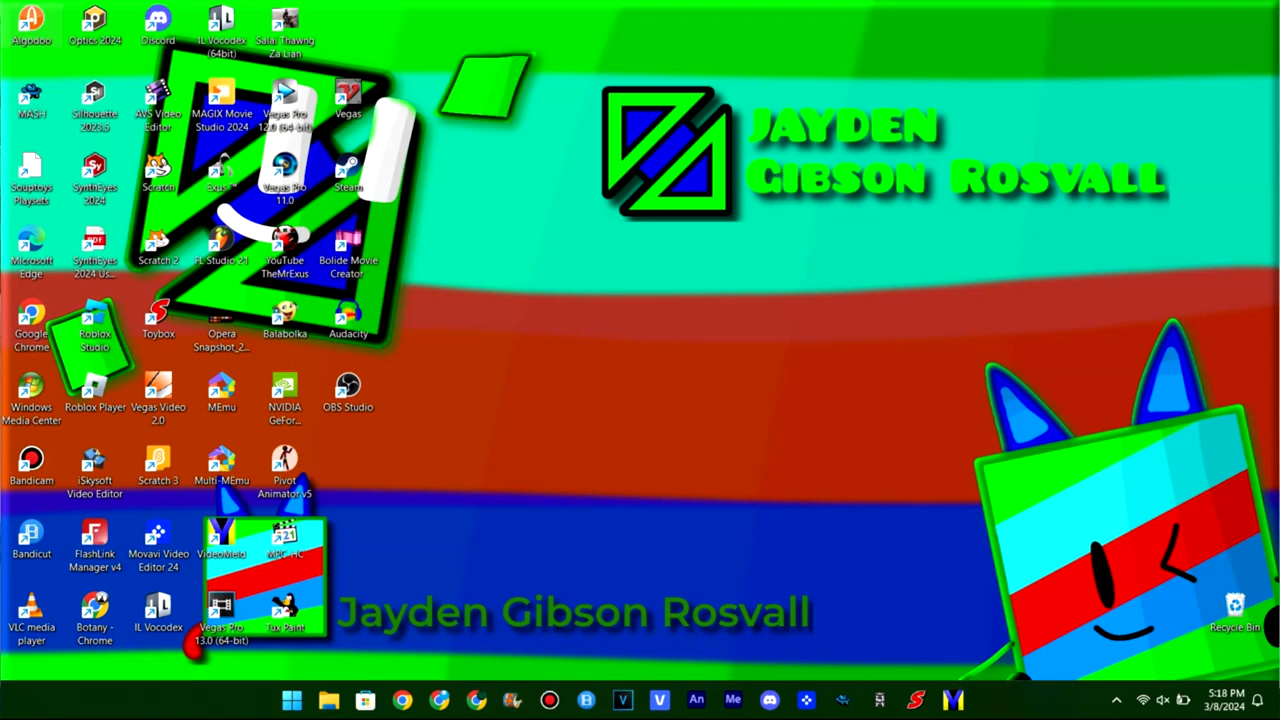 Algodoo
Optics 2024
Discord
IL Vocodex
(64bit)
Salai Thawng
Za Lian
MASH
Silhouette
2023.5
AVS Video
Editor
MAGIX Movie
Studio 2024
Vegas Pro
12.0 (64-bit)
Vegas
Souptoys
Playsets
SynthEyes
2024
Scratch
Exus
Vegas Pro
11.0
Steam
Microsoft
Edge
SynthEyes
2024 Us...
Scratch 2
FL Studio 21
YouTube
TheMrExus
Bolide Movie
Creator
Google
Chrome
Roblox
Studio
Toybox
Opera
Snapshot_2...
Balabolka
Audacity
Windows
Media Center
Roblox Player
Vegas Video
2.0
MEmu
NVIDIA
GeFor...
OBS Studio
Bandicam
iSkysoft
Video Editor
Scratch 3
Multi-MEmu
Pivot
Animator v5
Bandicut
FlashLink
Manager v4
Movavi Video
Editor 24
VideoMeld
MPC-HC
VLC media
player
Botany -
Chrome
IL Vocodex
Vegas Pro
13.0 (64-bit)
Tux Paint
JAYDEN
GIBSON ROSVALL
Jayden Gibson Rosvall
Recycle Bin
5:18 PM
3/8/2024